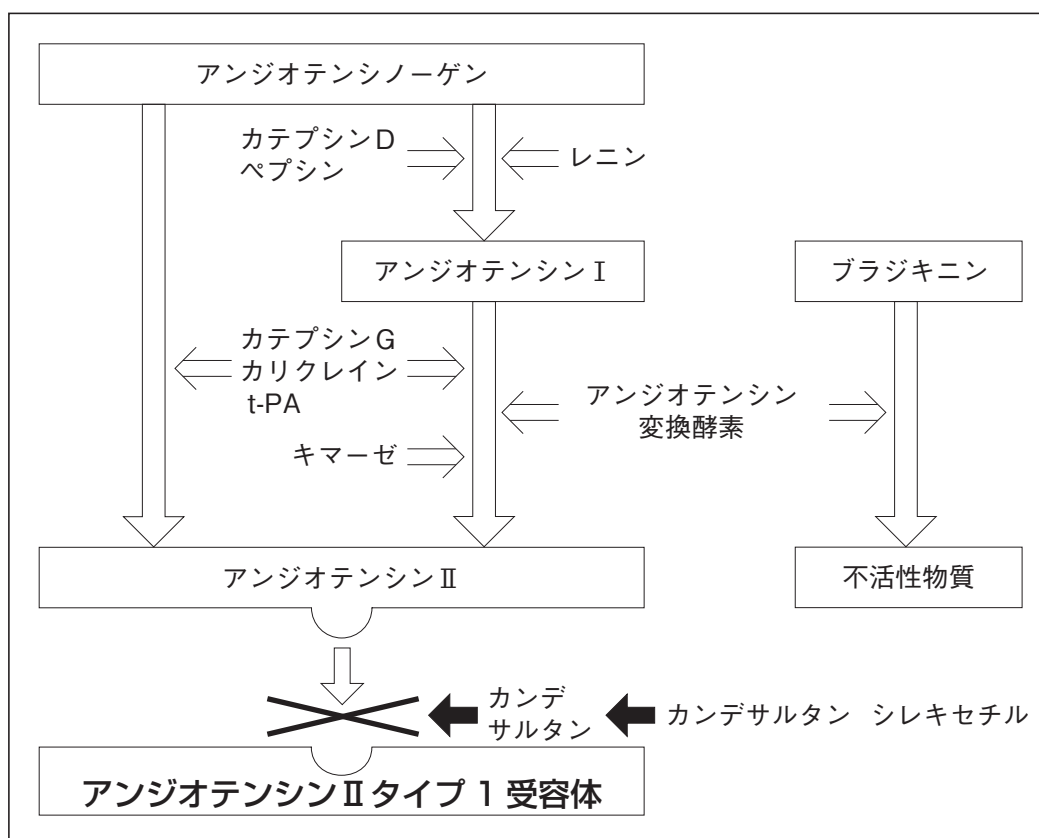 アンジオテンシノーゲン
カテプシンD
ペプシン
レニン
アンジオテンシンⅠ
ブラジキニン
カテプシンG
カリクレイン
t-PA
アンジオテンシン
変換酵素
キマーゼ
アンジオテンシンⅡ
不活性物質
カンデ
サルタン
カンデサルタン シレキセチル
アンジオテンシンⅡタイプ1受容体